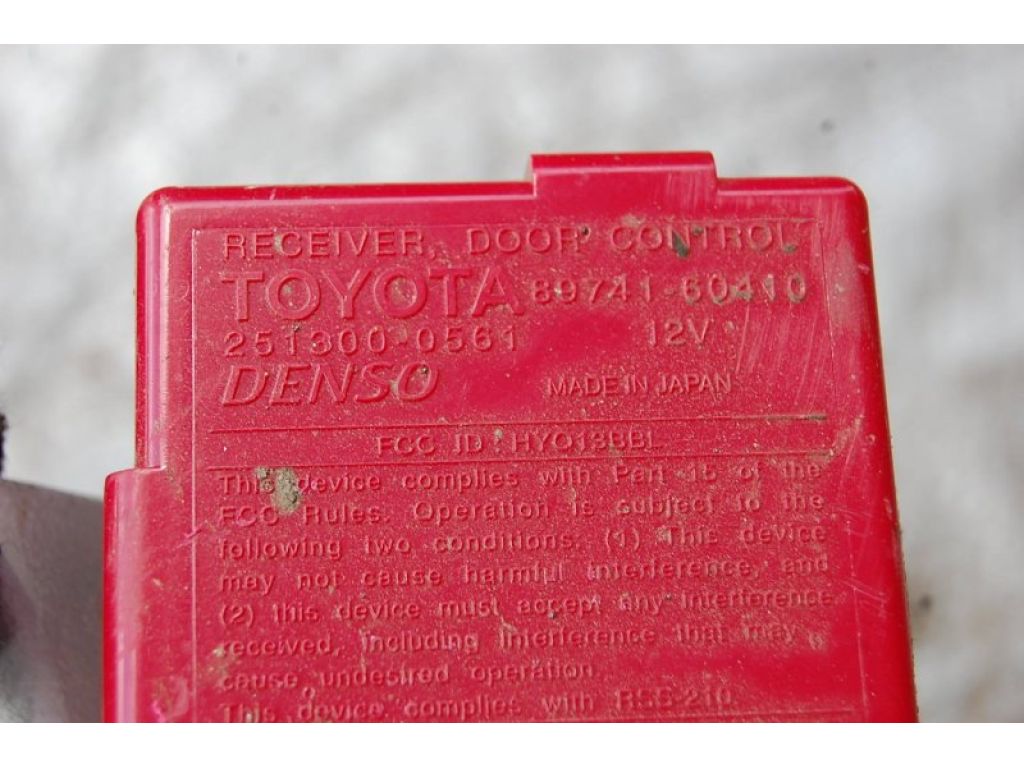 RECEIVER, DOOR CONTROL
TOYOTA 89741-60410
251300-0561 12V
DENSO MADE IN JAPAN
FCC ID : HYQ13BBL
This device complies with Part 15 of the
FCC Rules. Operation is subject to the
following two conditions: (1) This device
may not cause harmful interference, and
(2) this device must accept any interference
received, including interference that may
cause undesired operation.
This device complies with RSS-210